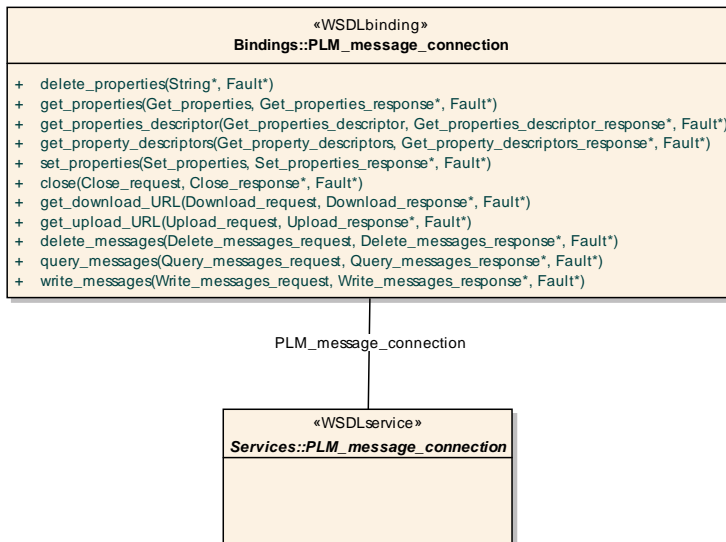 «WSDLbinding»
Bindings::PLM_message_connection
+ delete_properties(String*, Fault*)
+ get_properties(Get_properties, Get_properties_response*, Fault*)
+ get_properties_descriptor(Get_properties_descriptor, Get_properties_descriptor_response*, Fault*)
+ get_property_descriptors(Get_property_descriptors, Get_property_descriptors_response*, Fault*)
+ set_properties(Set_properties, Set_properties_response*, Fault*)
+ close(Close_request, Close_response*, Fault*)
+ get_download_URL(Download_request, Download_response*, Fault*)
+ get_upload_URL(Upload_request, Upload_response*, Fault*)
+ delete_messages(Delete_messages_request, Delete_messages_response*, Fault*)
+ query_messages(Query_messages_request, Query_messages_response*, Fault*)
+ write_messages(Write_messages_request, Write_messages_response*, Fault*)
PLM_message_connection
«WSDLservice»
Services::PLM_message_connection